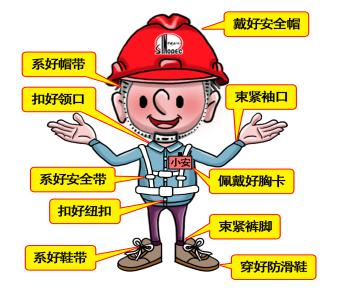 戴好安全帽
系好帽带
SINODEC
扣好领口
束紧袖口
小安
系好安全带
佩戴好胸卡
扣好纽扣
束紧裤脚
系好鞋带
穿好防滑鞋